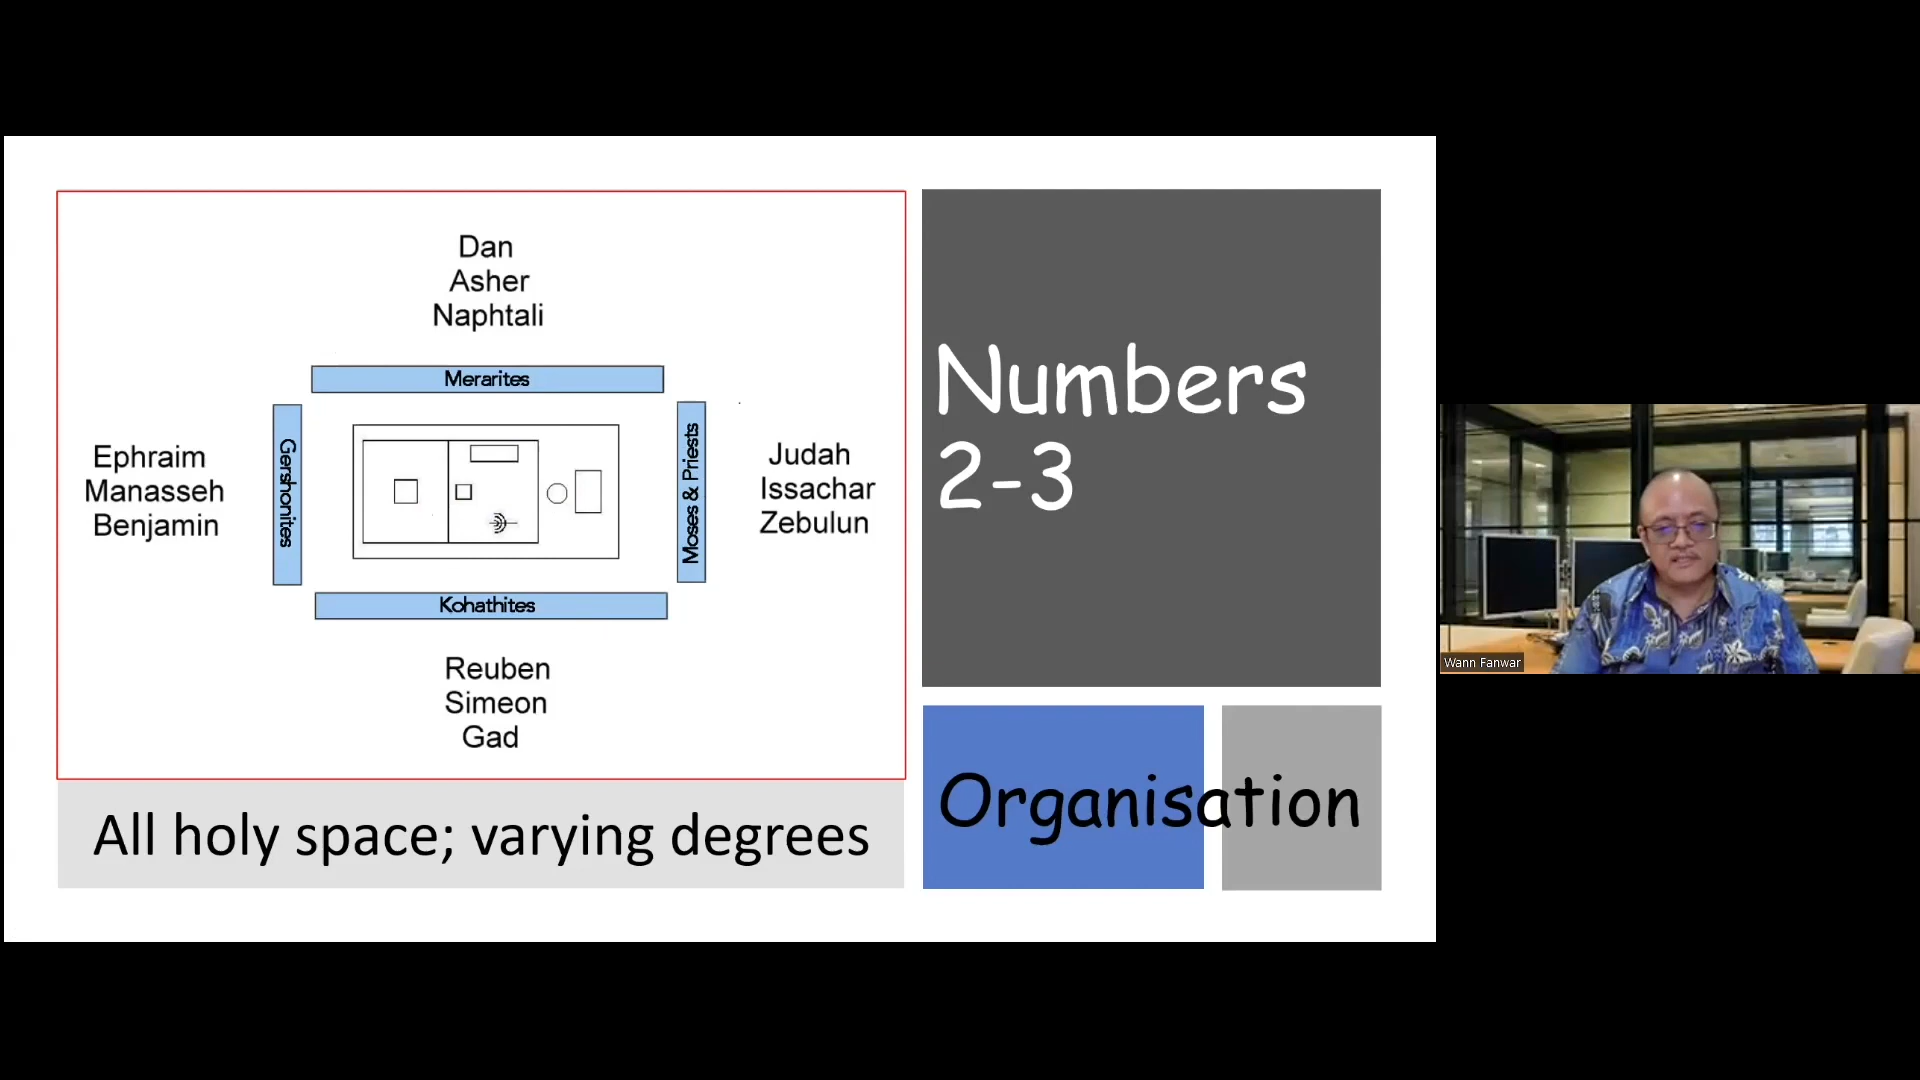 Dan
Asher
Naphtali
Merarites
Ephraim
Manasseh
Benjamin
Gershonites
Moses & Priests
Judah
Issachar
Zebulun
Kohathites
Reuben
Simeon
Gad
All holy space; varying degrees
Numbers
2-3
Organisation
Wann Fanwar